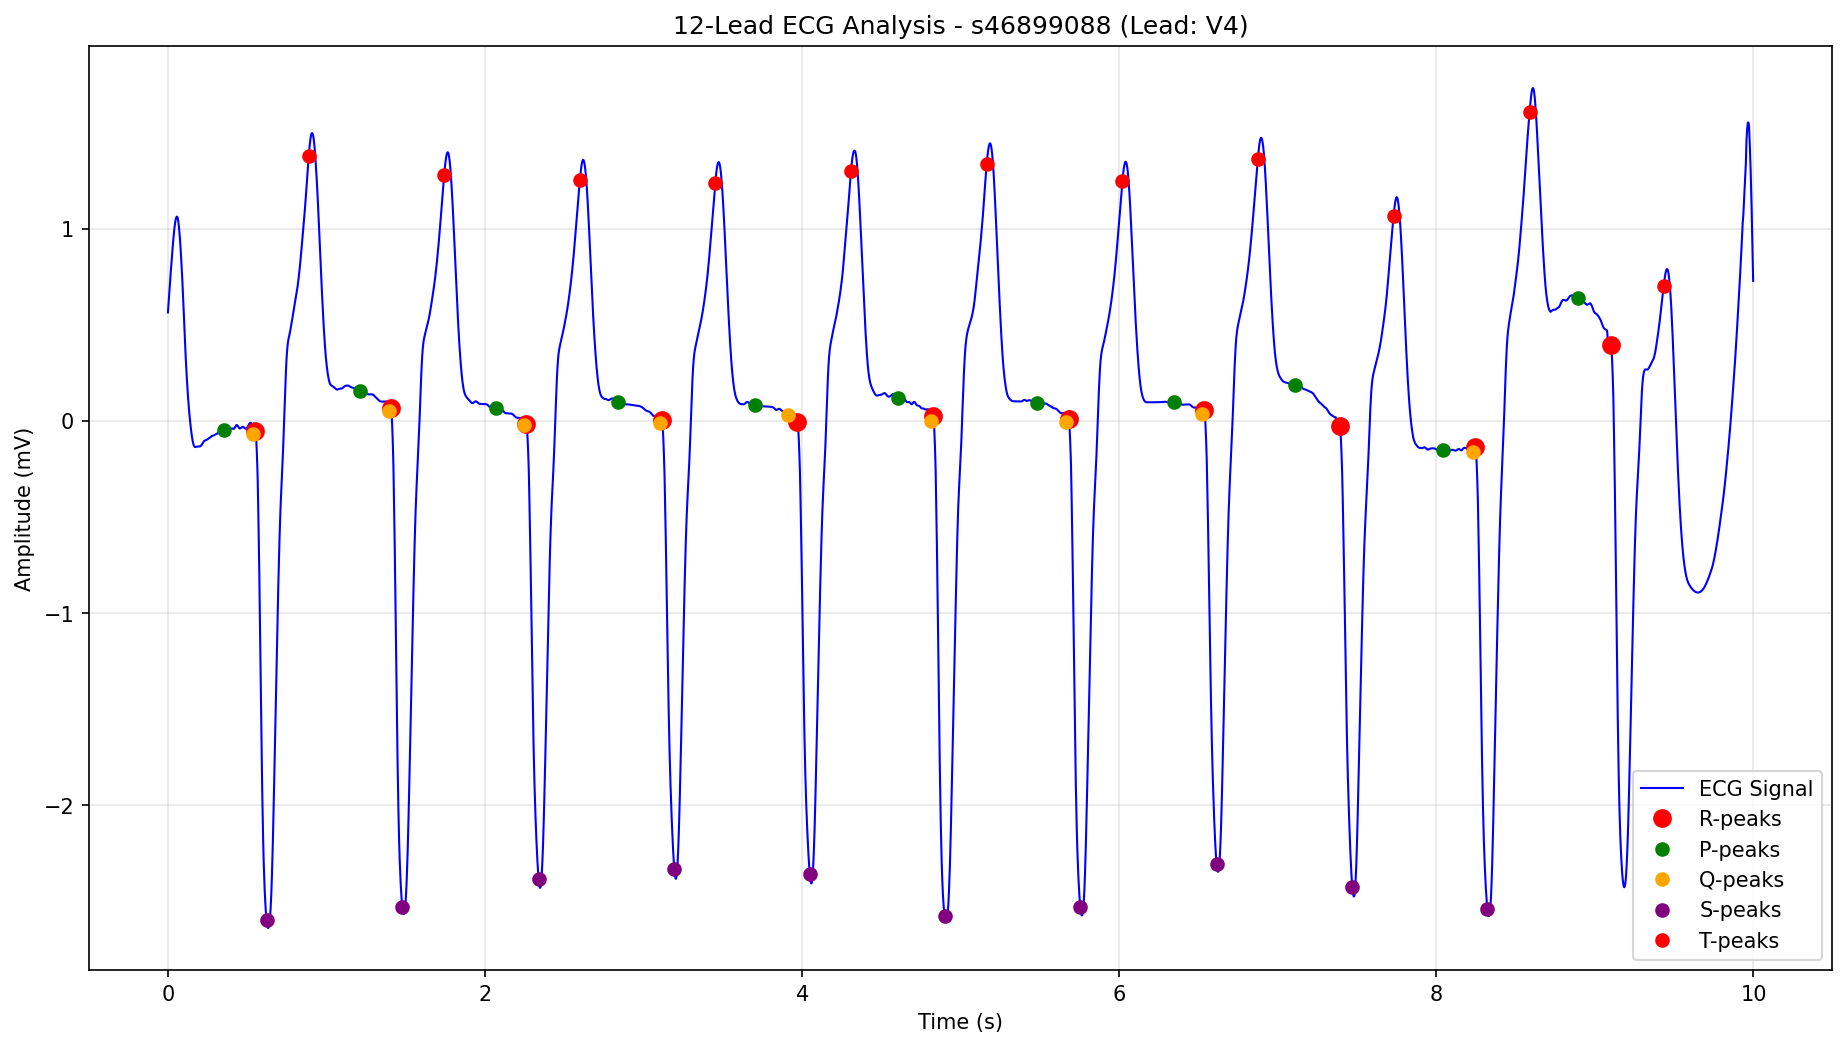 12-Lead ECG Analysis - s46899088 (Lead: V4)
Amplitude (mV)
1
0
−1
−2
0 2 4 6 8 10
Time (s)
ECG Signal
R-peaks
P-peaks
Q-peaks
S-peaks
T-peaks